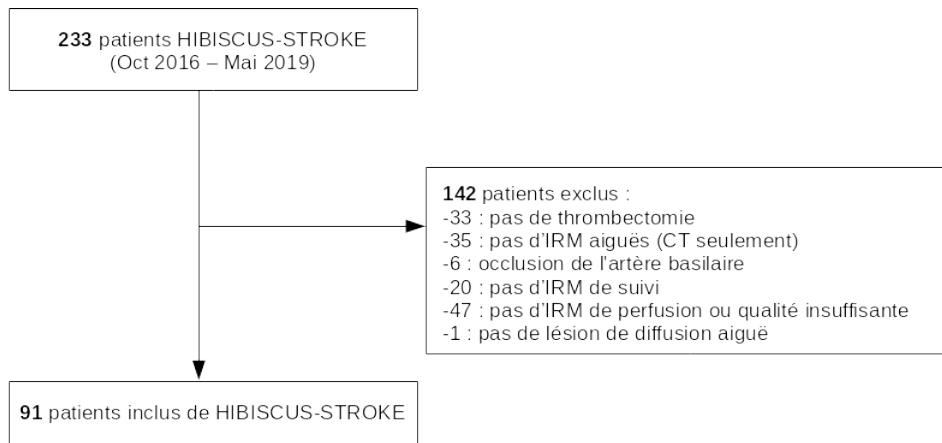 233 patients HIBISCUS-STROKE
(Oct 2016 – Mai 2019)
142 patients exclus :
-33 : pas de thrombectomie
-35 : pas d'IRM aiguës (CT seulement)
-6 : occlusion de l'artère basilaire
-20 : pas d'IRM de suivi
-47 : pas d'IRM de perfusion ou qualité insuffisante
-1 : pas de lésion de diffusion aiguë
91 patients inclus de HIBISCUS-STROKE